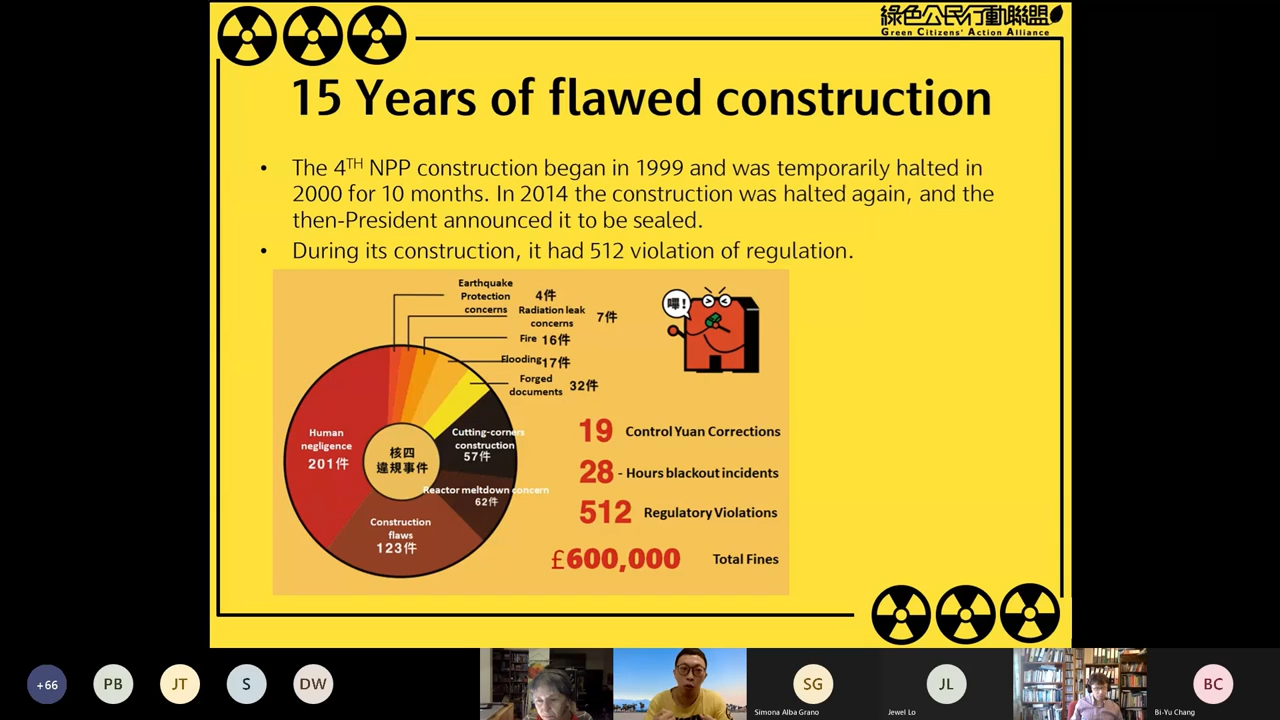 綠色公民行動聯盟
Green Citizens' Action Alliance
15 Years of flawed construction
• The 4TH NPP construction began in 1999 and was temporarily halted in
2000 for 10 months. In 2014 the construction was halted again, and the
then-President announced it to be sealed.
• During its construction, it had 512 violation of regulation.
Earthquake
Protection
concerns
4件
Radiation leak
concerns
7件
Fire 16件
Flooding 17件
Forged
documents
32件
嗶!
Human
negligence
201件
核四
違規事件
Cutting-corners
construction
57件
Reactor meltdown concern
62件
Construction
flaws
123件
19 Control Yuan Corrections
28 - Hours blackout incidents
512 Regulatory Violations
£600,000 Total Fines
+66
PB
JT
S
DW
SG
Simona Alba Grano
JL
Jewel Lo
BC
Bi-Yu Chang